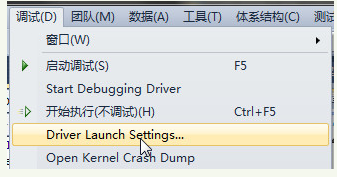 调试(D) 团队(M) 数据(A) 工具(T) 体系结构(C) 测试
窗口(W)
启动调试(S) F5
Start Debugging Driver
开始执行(不调试)(H) Ctrl+F5
Driver Launch Settings...
Open Kernel Crash Dump